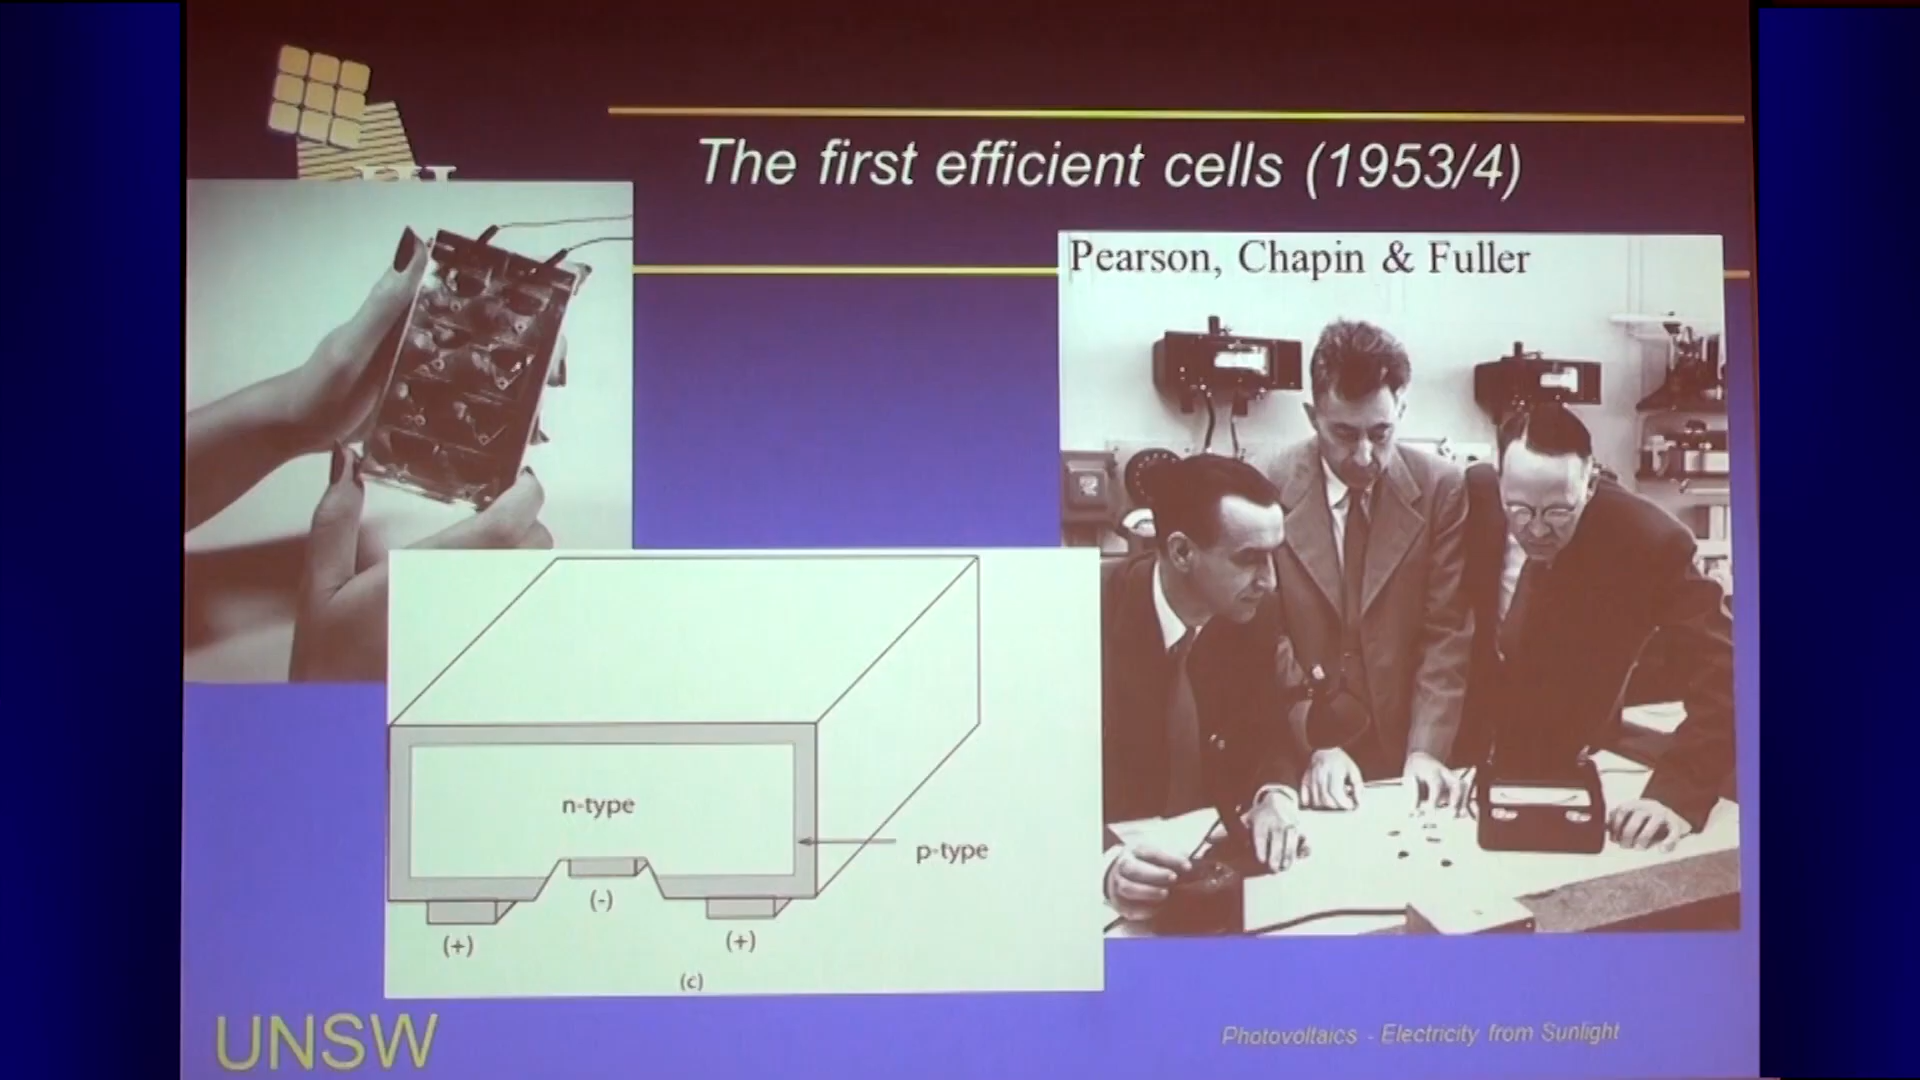 The first efficient cells (1953/4)
Pearson, Chapin & Fuller
n-type
p-type
(-)
(+)
(+)
(c)
UNSW
Photovoltaics - Electricity from Sunlight